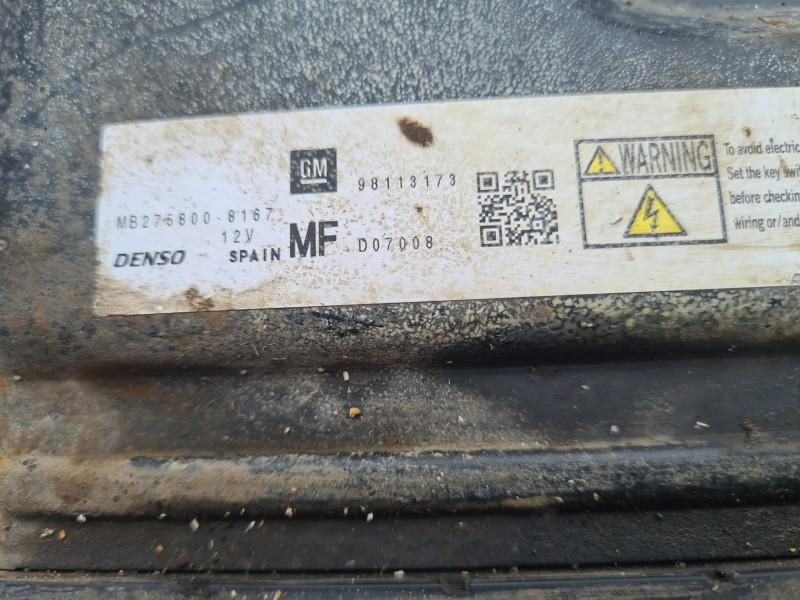 GM 98113173
MB275800-8167
12V MF D07008
DENSO SPAIN
WARNING
To avoid electric
Set the key swi
before checkin
wiring or/and